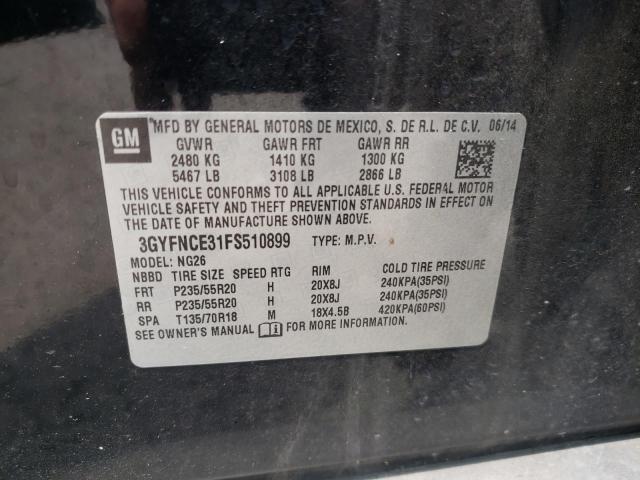 GM
MFD BY GENERAL MOTORS DE MEXICO, S. DE R.L. DE C.V. 06/14
GVWR GAWR FRT GAWR RR
2480 KG 1410 KG 1300 KG
5467 LB 3108 LB 2866 LB
THIS VEHICLE CONFORMS TO ALL APPLICABLE U.S. FEDERAL MOTOR
VEHICLE SAFETY AND THEFT PREVENTION STANDARDS IN EFFECT ON
THE DATE OF MANUFACTURE SHOWN ABOVE.
3GYFNCE31FS510899 TYPE: M.P.V.
MODEL: NG26
NBBD TIRE SIZE SPEED RTG RIM COLD TIRE PRESSURE
FRT P235/55R20 H 20X8J 240KPA(35PSI)
RR P235/55R20 H 20X8J 240KPA(35PSI)
SPA T135/70R18 M 18X4.5B 420KPA(60PSI)
SEE OWNER'S MANUAL FOR MORE INFORMATION.